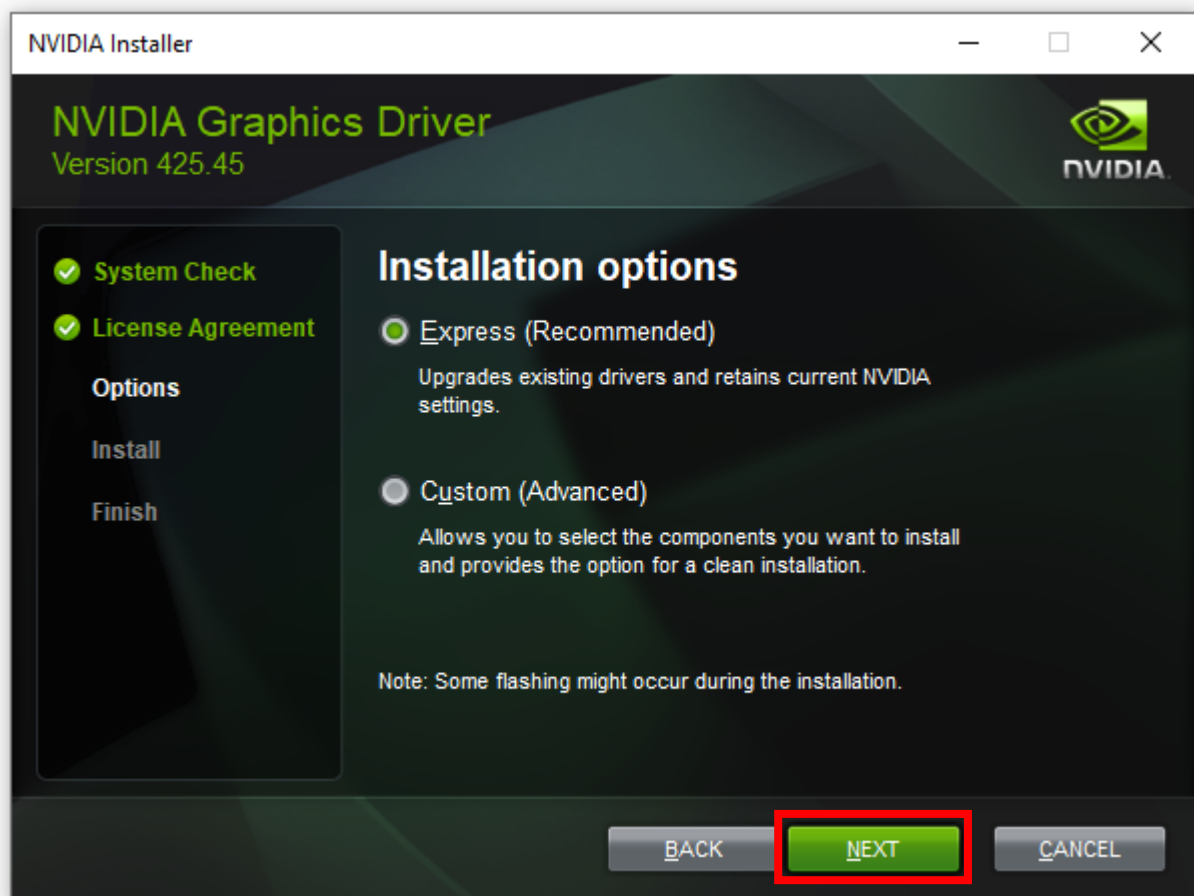 NVIDIA Installer
NVIDIA Graphics Driver
Version 425.45
NVIDIA.
System Check
License Agreement
Options
Install
Finish
Installation options
Express (Recommended)
Upgrades existing drivers and retains current NVIDIA
settings.
Custom (Advanced)
Allows you to select the components you want to install
and provides the option for a clean installation.
Note: Some flashing might occur during the installation.
BACK
NEXT
CANCEL